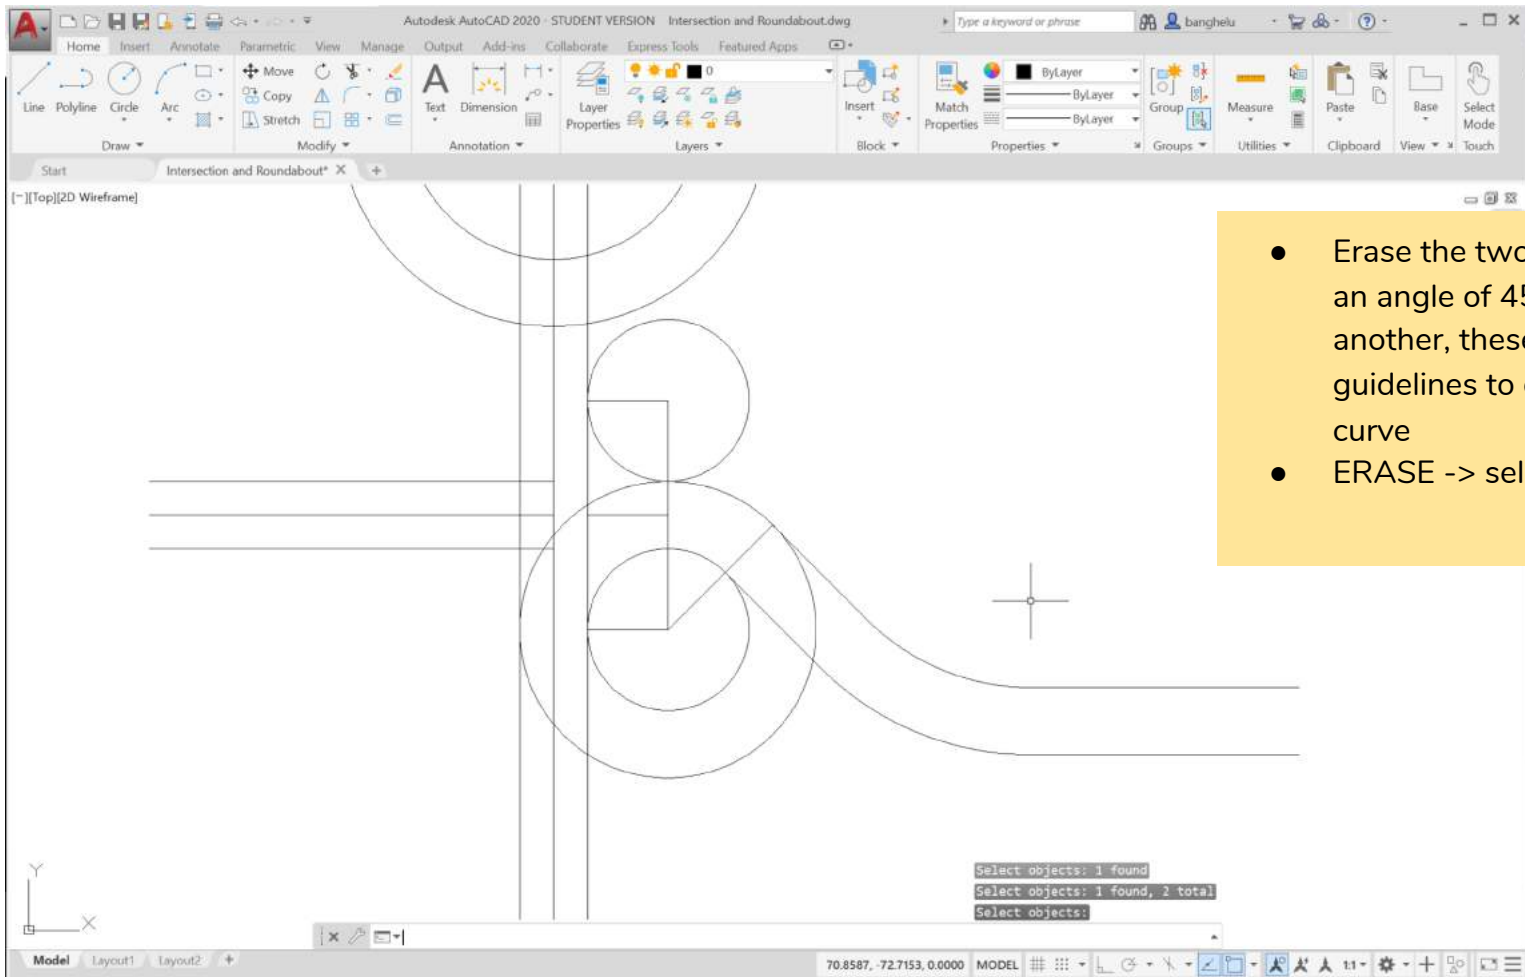 Autodesk AutoCAD 2020 - STUDENT VERSION Intersection and Roundabout.dwg
Type a keyword or phrase
banghelu
Home Insert Annotate Parametric View Manage Output Add-ins Collaborate Express Tools Featured Apps
Line Polyline Circle Arc
Move
Copy
Stretch
Text Dimension
Layer Properties
0
Insert
Match Properties
ByLayer
ByLayer
ByLayer
Group
Measure
Paste
Base
Select Mode
Draw Modify Annotation Layers Block Properties Groups Utilities Clipboard View Touch
Start Intersection and Roundabout* +
[-][Top][2D Wireframe]
● Erase the two
an angle of 45
another, these
guidelines to
curve
● ERASE -> sel
Y
X
Select objects: 1 found
Select objects: 1 found, 2 total
Select objects:
Model Layout1 Layout2 +
70.8587, -72.7153, 0.0000 MODEL 1:1